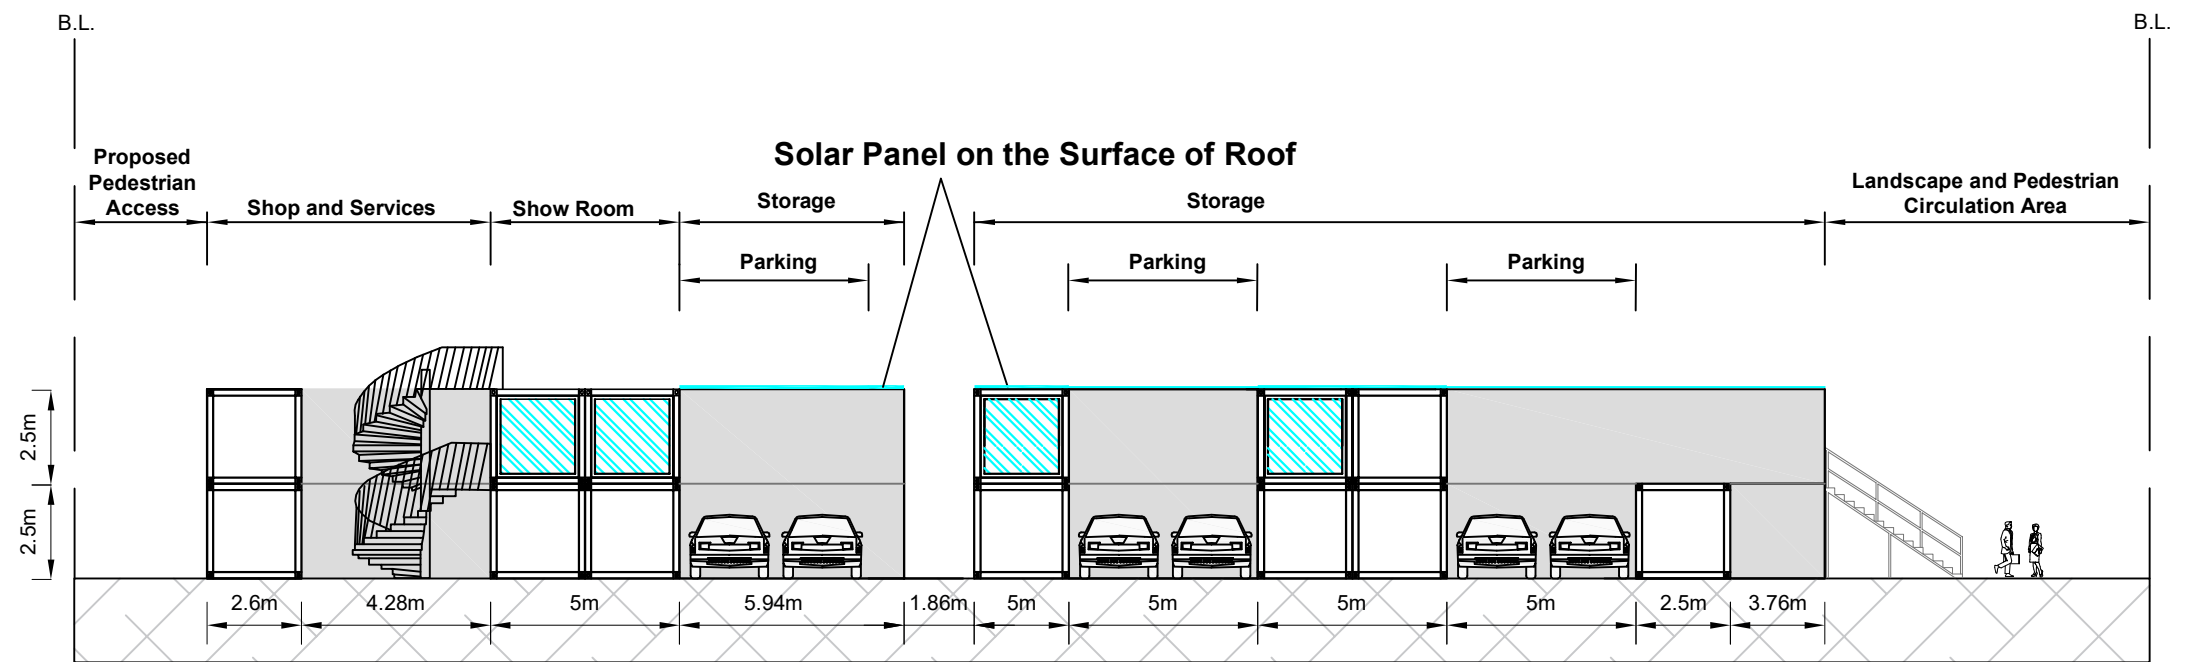 B.L.
B.L.
Solar Panel on the Surface of Roof
Proposed
Pedestrian
Access
Shop and Services
Show Room
Storage
Storage
Landscape and Pedestrian
Circulation Area
Parking
Parking
Parking
2.5m
2.5m
2.6m
4.28m
5m
5.94m
1.86m
5m
5m
5m
5m
2.5m
3.76m